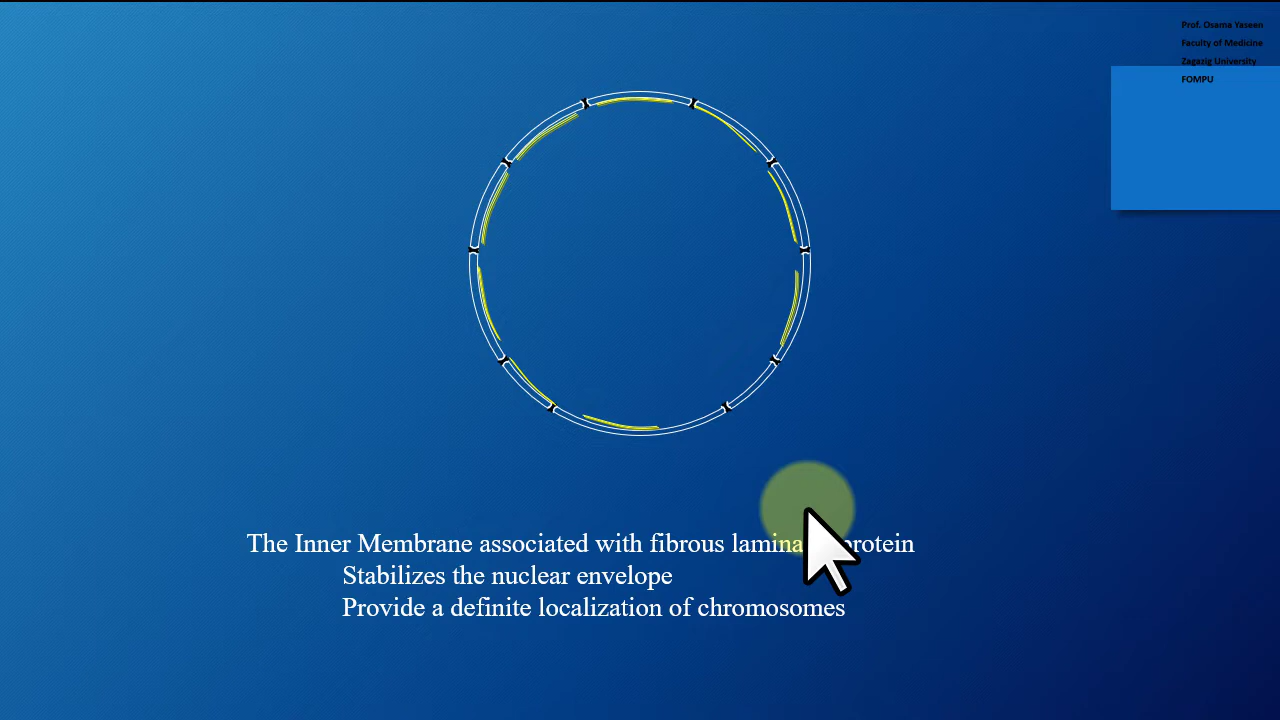 Prof. Osama Yaseen
Faculty of Medicine
Zagazig University
FOMPU
The Inner Membrane associated with fibrous lamina protein
Stabilizes the nuclear envelope
Provide a definite localization of chromosomes